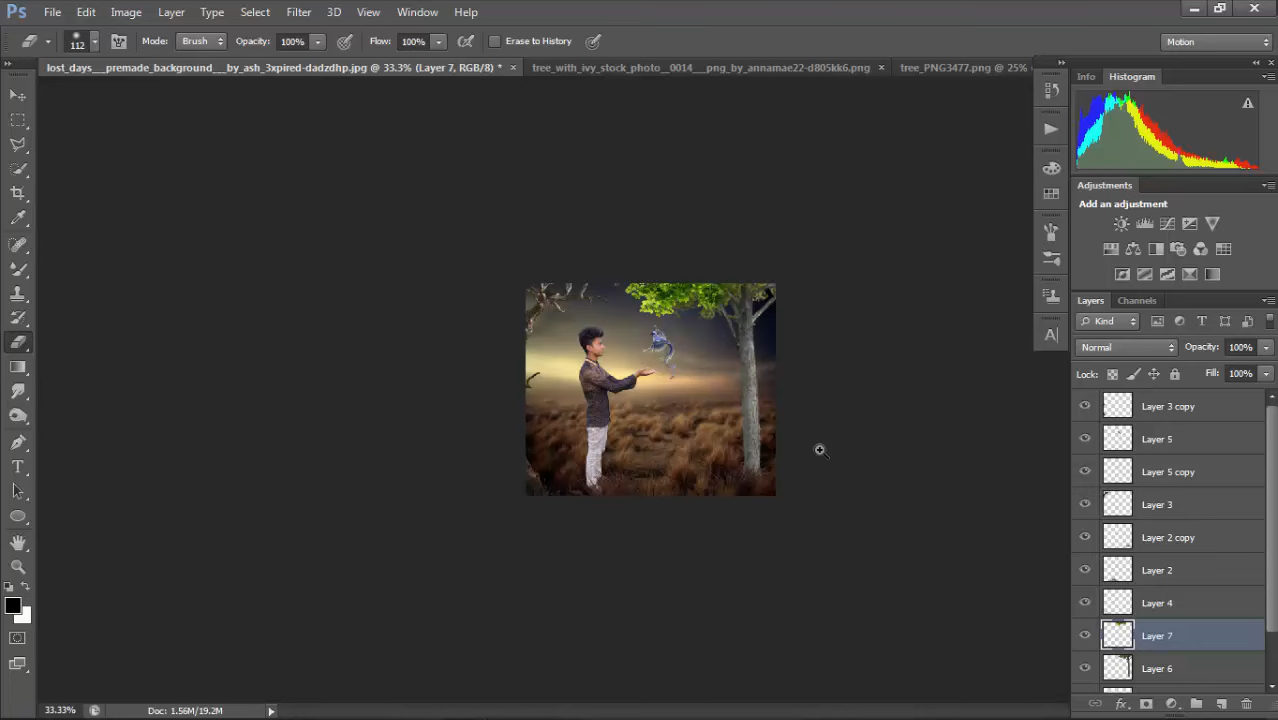 Ps File Edit Image Layer Type Select Filter 3D View Window Help
112 Mode: Brush Opacity: 100% Flow: 100% Erase to History Motion
lost_days___premade_background___by_ash_3xpired-dadzdhp.jpg @ 33.3% (Layer 7, RGB/8) * × tree_with_ivy_stock_photo__0014___png_by_annamae22-d805kk6.png × tree_PNG3477.png @ 25%
Info Histogram
Adjustments
Add an adjustment
Layers Channels
Kind
Normal Opacity: 100%
Lock: Fill: 100%
Layer 3 copy
Layer 5
Layer 5 copy
Layer 3
Layer 2 copy
Layer 2
Layer 4
Layer 7
Layer 6
33.33% Doc: 1.56M/19.2M